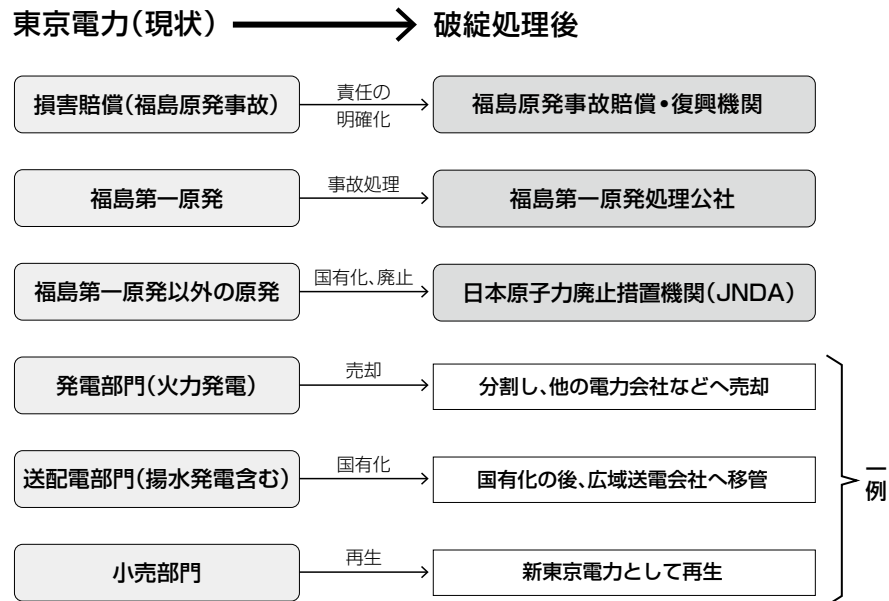 東京電力(現状) 破綻処理後
損害賠償(福島原発事故) 責任の
明確化 福島原発事故賠償•復興機関
福島第一原発 事故処理 福島第一原発処理公社
福島第一原発以外の原発 国有化、廃止 日本原子力廃止措置機関(JNDA)
発電部門(火力発電) 売却 分割し、他の電力会社などへ売却
送配電部門(揚水発電含む) 国有化 国有化の後、広域送電会社へ移管
小売部門 再生 新東京電力として再生
一例